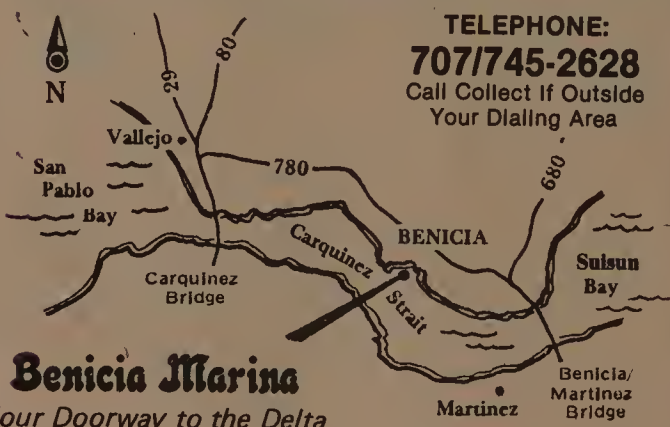 TELEPHONE:
707/745-2628
Call Collect If Outside
Your Dialing Area
N
29
80
Vallejo
San
Pablo
Bay
780
680
BENICIA
Carquinez
Strait
Suisun
Bay
Carquinez
Bridge
Benicia/
Martinez
Bridge
Martinez
Benicia Marina
Your Doorway to the Delta